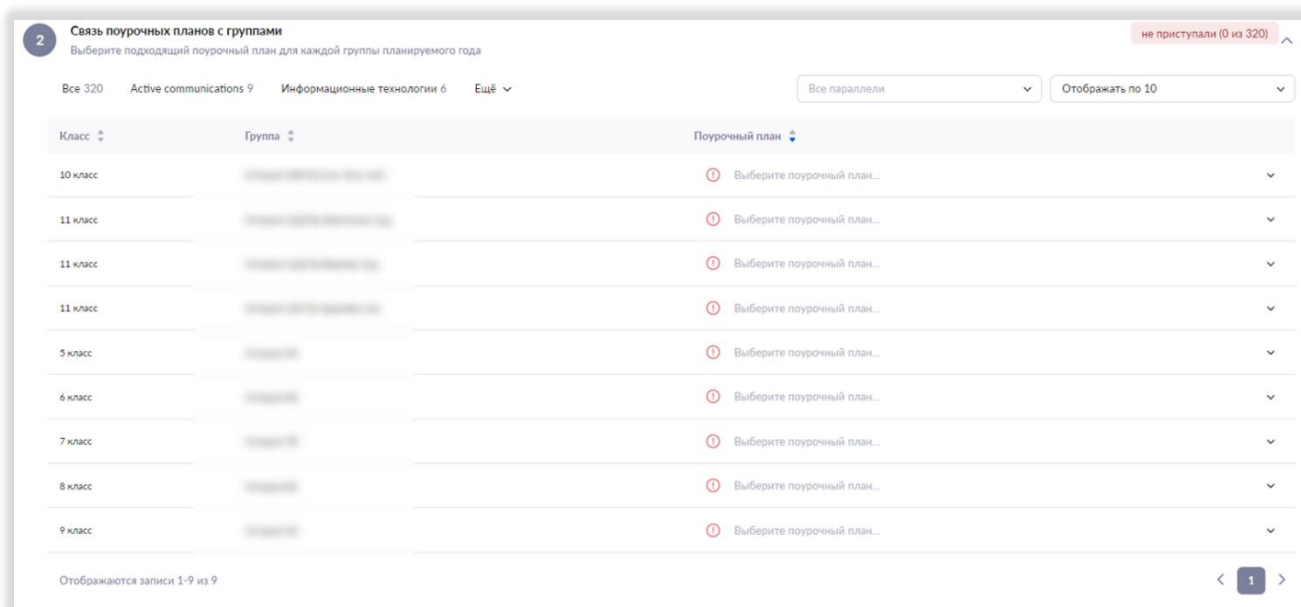 2
Связь поурочных планов с группами
не приступали (0 из 320)
Выберите подходящий поурочный план для каждой группы планируемого года
Все 320 Active communications 9 Информационные технологии 6 Ещё Все параллели Отображать по 10
Класс Группа Поурочный план
10 класс Выберите поурочный план...
11 класс Выберите поурочный план...
11 класс Выберите поурочный план...
11 класс Выберите поурочный план...
5 класс Выберите поурочный план...
6 класс Выберите поурочный план...
7 класс Выберите поурочный план...
8 класс Выберите поурочный план...
9 класс Выберите поурочный план...
Отображаются записи 1-9 из 9 1